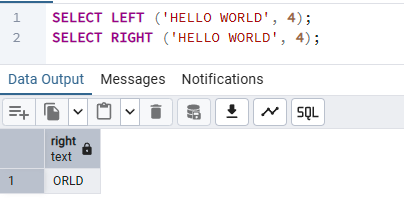 1 SELECT LEFT ('HELLO WORLD', 4);
2 SELECT RIGHT ('HELLO WORLD', 4);
Data Output Messages Notifications
SQL
right
text
1 ORLD